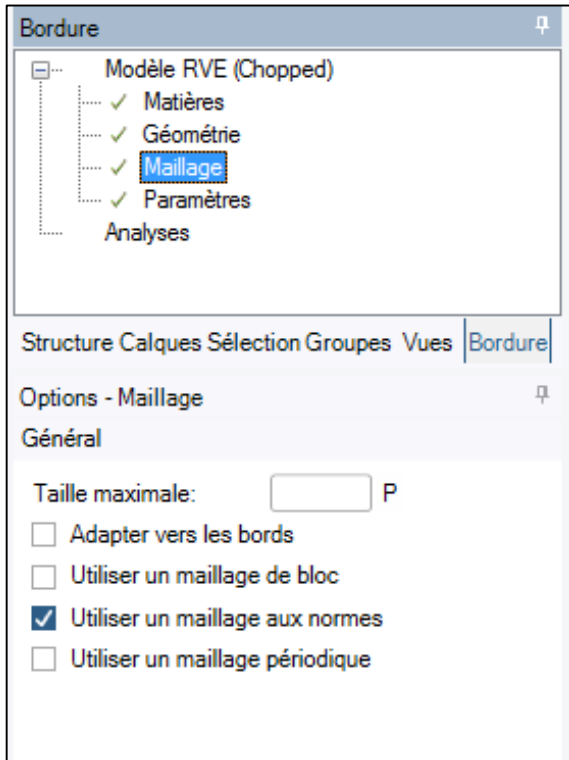 Bordure
Modèle RVE (Chopped)
Matières
Géométrie
Maillage
Paramètres
Analyses
Structure Calques Sélection Groupes Vues Bordure
Options - Maillage
Général
Taille maximale: P
Adapter vers les bords
Utiliser un maillage de bloc
Utiliser un maillage aux normes
Utiliser un maillage périodique